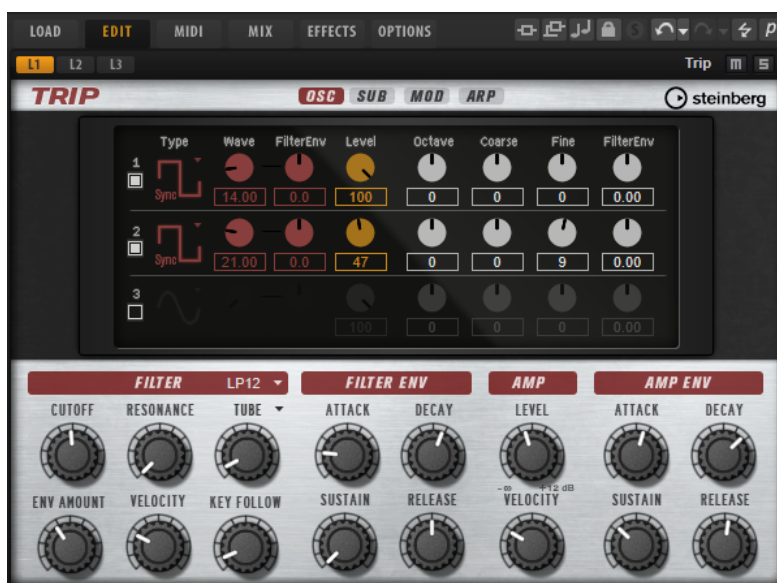 LOAD EDIT MIDI MIX EFFECTS OPTIONS S p
L1 L2 L3 Trip m S
TRIP OSC SUB MOD ARP steinberg
Type Wave FilterEnv Level Octave Coarse Fine FilterEnv
1
Sync 14.00 0.0 100 0 0 0 0.00
2
Sync 21.00 0.0 47 0 0 9 0.00
3
100 0 0 0 0.00
FILTER LP12 FILTER ENV AMP AMP ENV
CUTOFF RESONANCE TUBE ATTACK DECAY LEVEL ATTACK DECAY
-∞ +12 dB
ENV AMOUNT VELOCITY KEY FOLLOW SUSTAIN RELEASE VELOCITY SUSTAIN RELEASE